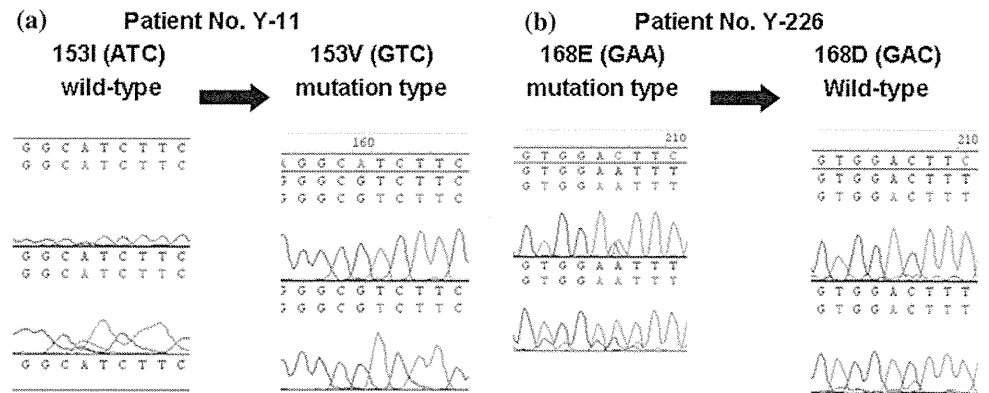 (a) Patient No. Y-11
153I (ATC)
wild-type
153V (GTC)
mutation type
G G C A T C T T C
G G C A T C T T C
G G C A T C T T C
G G C A T C T T C
G G C A T C T T C
160
G G C A T C T T C
G G C G T C T T C
G G C G T C T T C
G G C G T C T T C
G G C G T C T T C
(b) Patient No. Y-226
168E (GAA)
mutation type
168D (GAC)
Wild-type
210
G T G G A C T T C
G T G G A A T T T
G T G G A A T T T
G T G G A A T T T
G T G G A A T T T
210
G T G G A C T T C
G T G G A C T T T
G T G G A C T T T
G T G G A C T T T
G T G G A C T T T